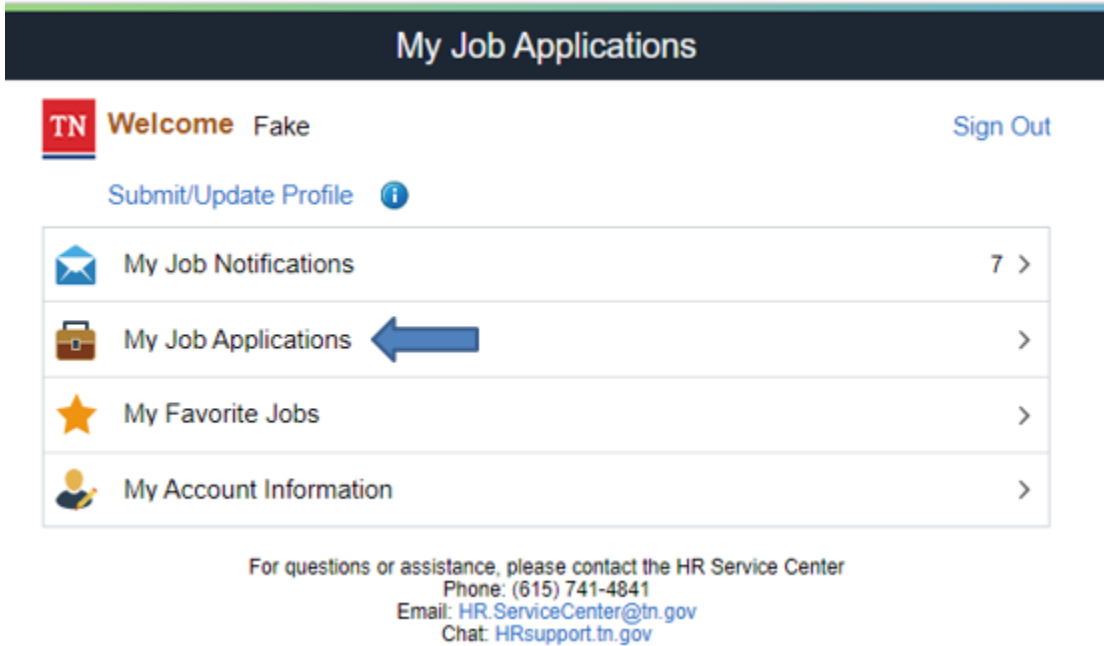 My Job Applications
TN Welcome Fake Sign Out
Submit/Update Profile i
My Job Notifications 7 >
My Job Applications >
My Favorite Jobs >
My Account Information >
For questions or assistance, please contact the HR Service Center
Phone: (615) 741-4841
Email: HR.ServiceCenter@tn.gov
Chat: HRsupport.tn.gov